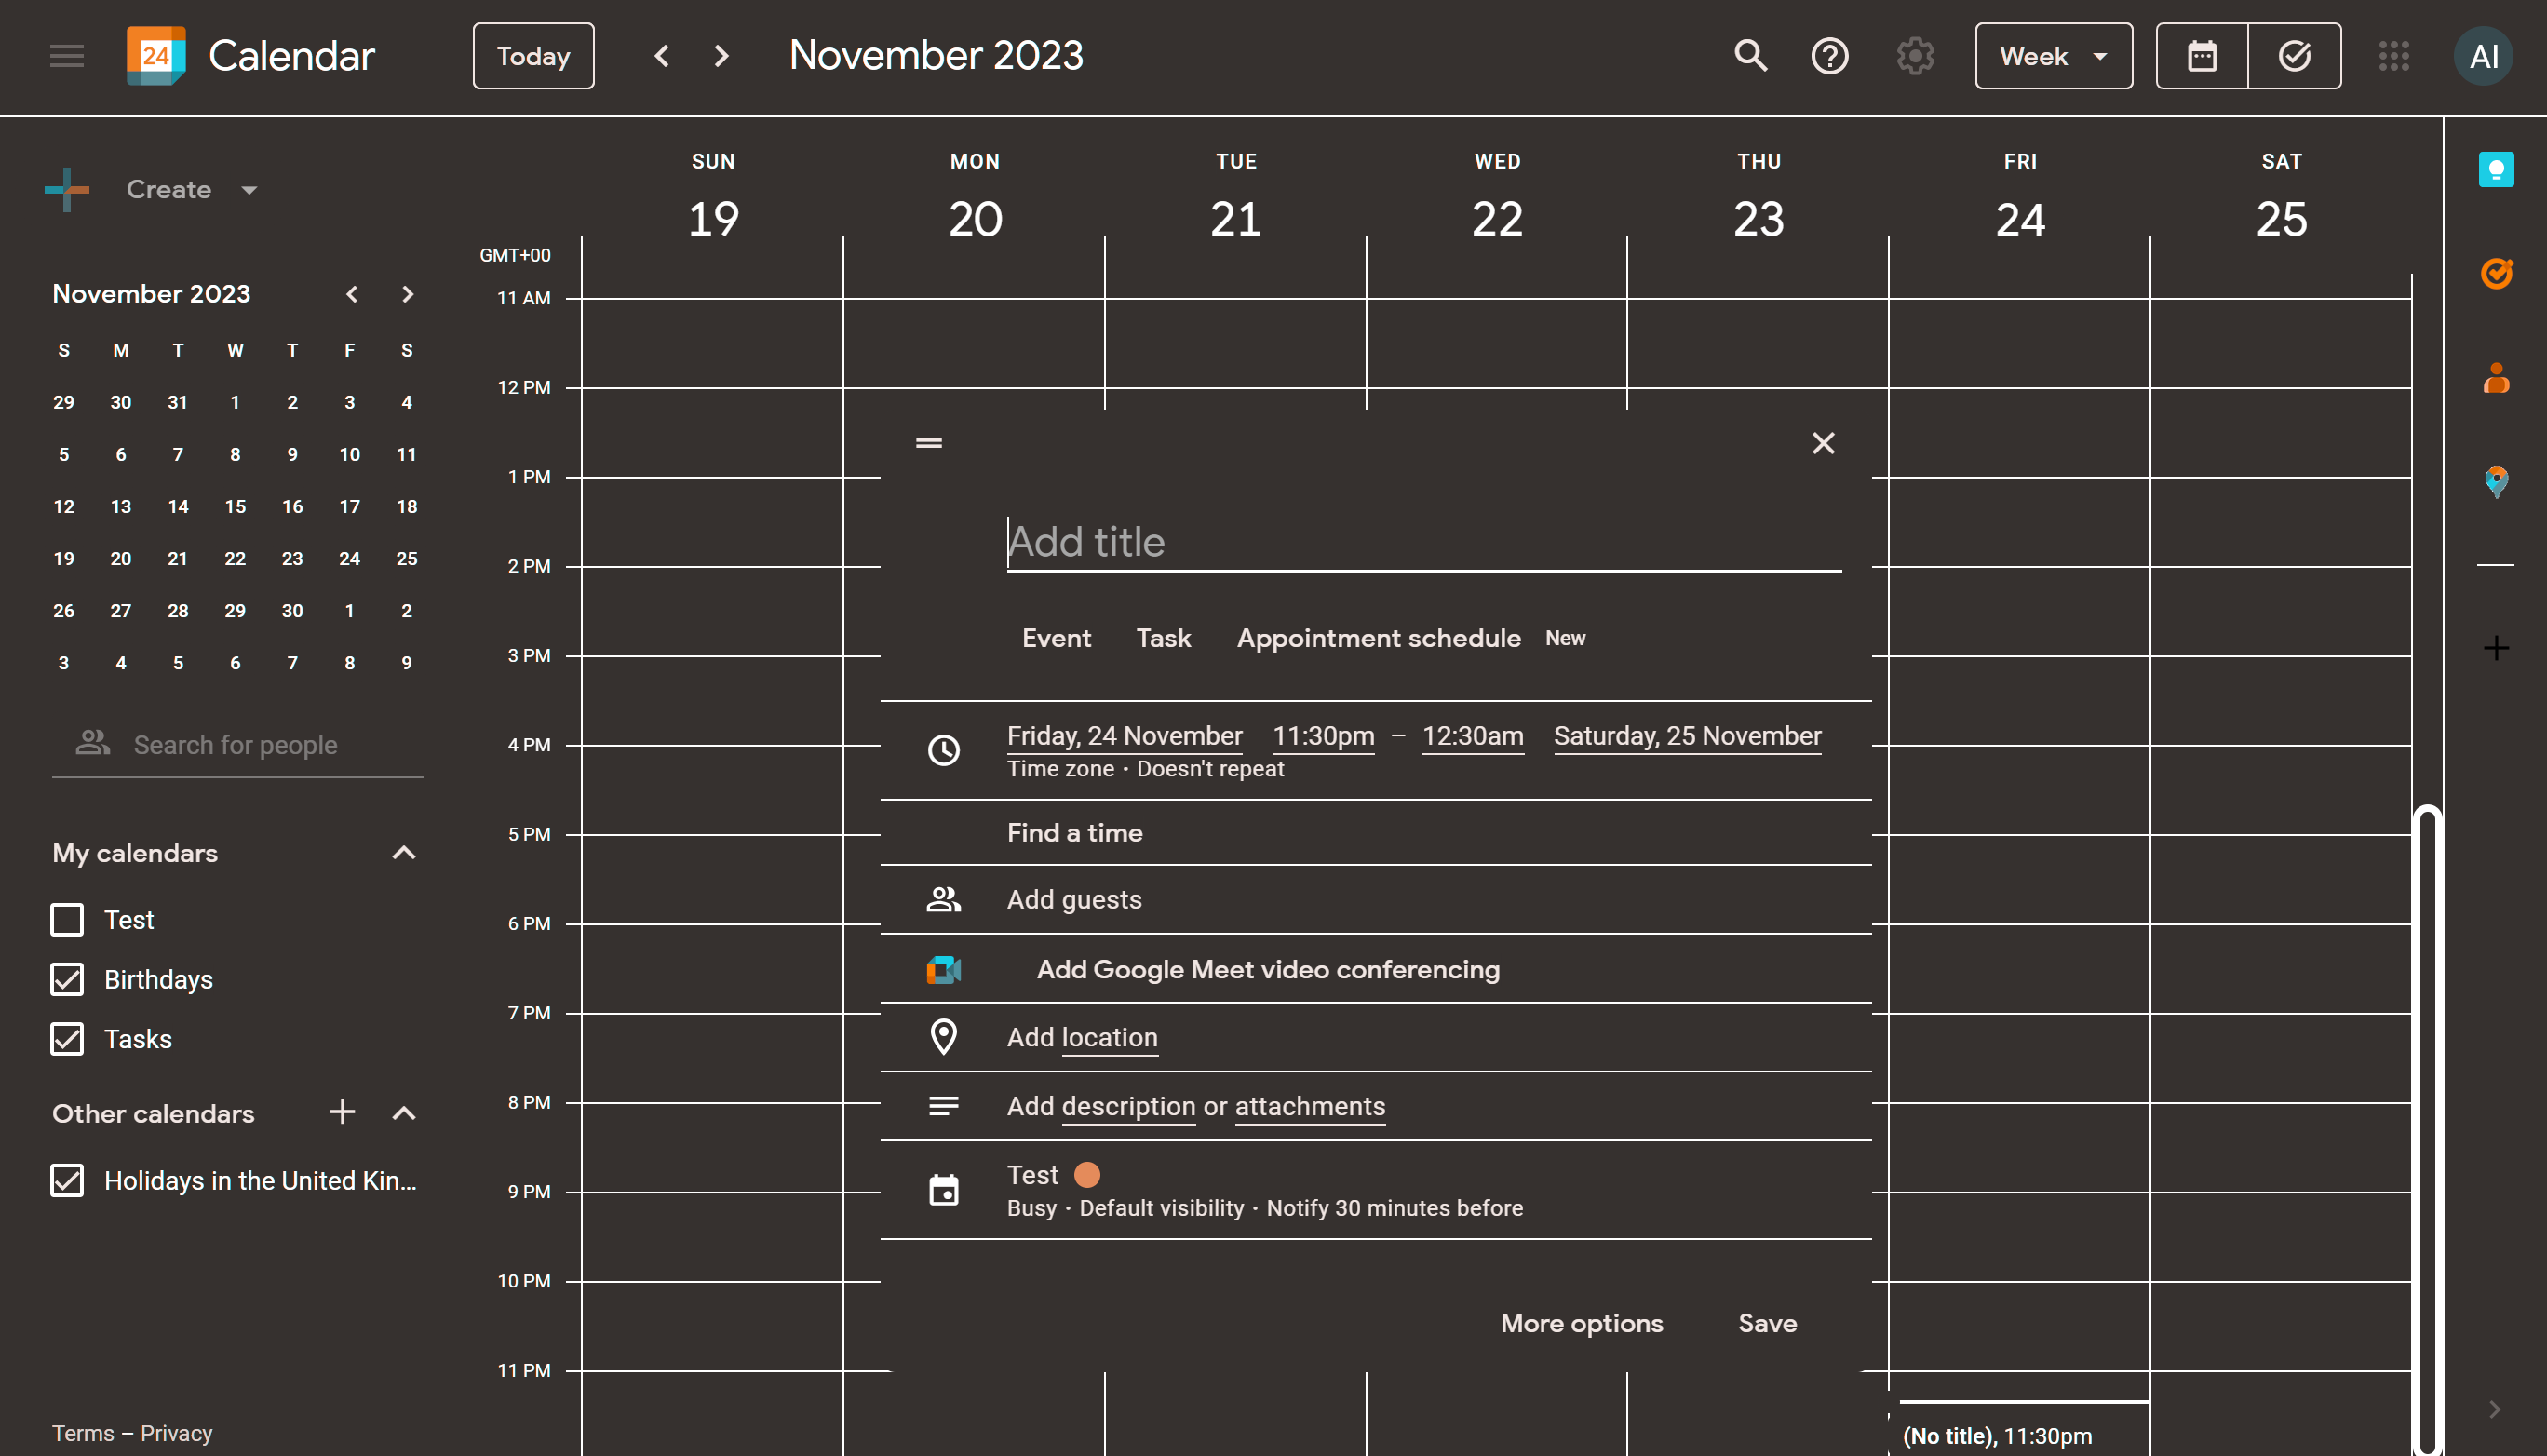 24 Calendar Today November 2023 Week AI
Create
SUN MON TUE WED THU FRI SAT
19 20 21 22 23 24 25
GMT+00
November 2023
S M T W T F S
29 30 31 1 2 3 4
5 6 7 8 9 10 11
12 13 14 15 16 17 18
19 20 21 22 23 24 25
26 27 28 29 30 1 2
3 4 5 6 7 8 9
Search for people
My calendars
Test
Birthdays
Tasks
Other calendars
Holidays in the United Kin...
Terms – Privacy
11 AM
12 PM
1 PM
2 PM
3 PM
4 PM
5 PM
6 PM
7 PM
8 PM
9 PM
10 PM
11 PM
Add title
Event Task Appointment schedule New
Friday, 24 November 11:30pm – 12:30am Saturday, 25 November
Time zone • Doesn't repeat
Find a time
Add guests
Add Google Meet video conferencing
Add location
Add description or attachments
Test
Busy • Default visibility • Notify 30 minutes before
More options Save
(No title), 11:30pm